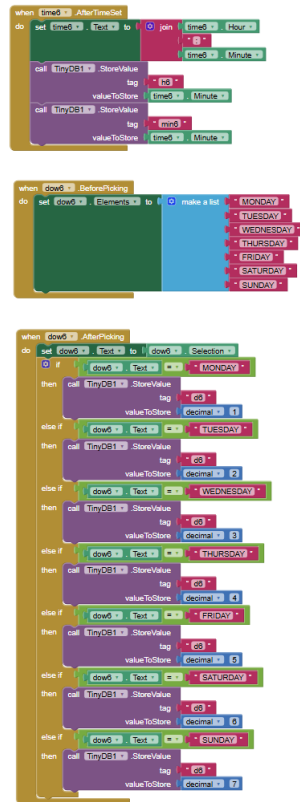 when time6 .AfterTimeSet
do set time6 . Text to join time6 . Hour
" : "
time6 . Minute
call TinyDB1 .StoreValue
tag " h6 "
valueToStore time6 . Minute
call TinyDB1 .StoreValue
tag " min6 "
valueToStore time6 . Minute
when dow6 .BeforePicking
do set dow6 . Elements to make a list " MONDAY "
" TUESDAY "
" WEDNESDAY "
" THURSDAY "
" FRIDAY "
" SATURDAY "
" SUNDAY "
when dow6 .AfterPicking
do set dow6 . Text to dow6 . Selection
if dow6 . Text = " MONDAY "
then call TinyDB1 .StoreValue
tag " d6 "
valueToStore decimal 1
else if dow6 . Text = " TUESDAY "
then call TinyDB1 .StoreValue
tag " d6 "
valueToStore decimal 2
else if dow6 . Text = " WEDNESDAY "
then call TinyDB1 .StoreValue
tag " d6 "
valueToStore decimal 3
else if dow6 . Text = " THURSDAY "
then call TinyDB1 .StoreValue
tag " d6 "
valueToStore decimal 4
else if dow6 . Text = " FRIDAY "
then call TinyDB1 .StoreValue
tag " d6 "
valueToStore decimal 5
else if dow6 . Text = " SATURDAY "
then call TinyDB1 .StoreValue
tag " d6 "
valueToStore decimal 6
else if dow6 . Text = " SUNDAY "
then call TinyDB1 .StoreValue
tag " d6 "
valueToStore decimal 7